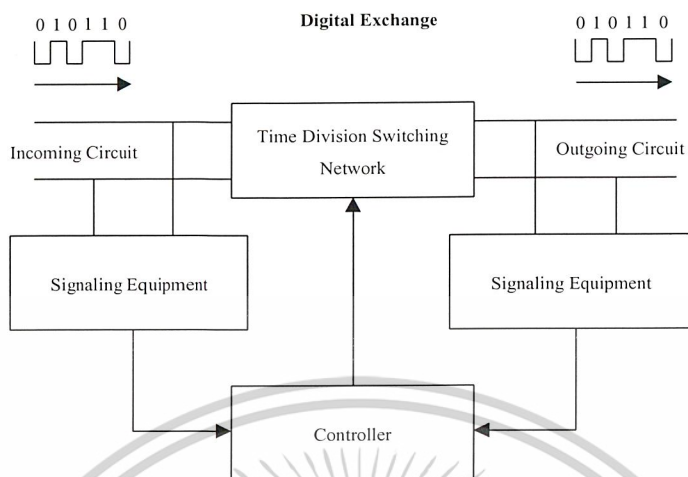 Digital Exchange
0 1 0 1 1 0
0 1 0 1 1 0
Time Division Switching
Network
Incoming Circuit
Outgoing Circuit
Signaling Equipment
Signaling Equipment
Controller